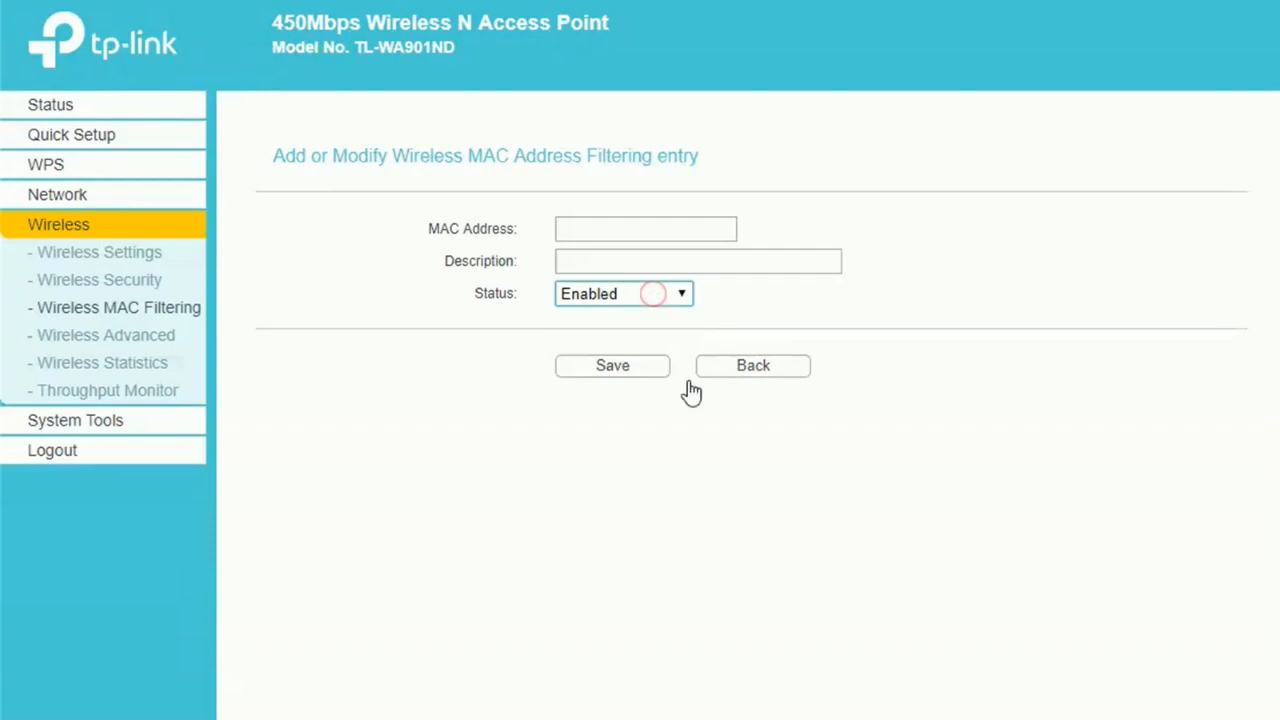 tp-link
450Mbps Wireless N Access Point
Model No. TL-WA901ND
Status
Quick Setup
WPS
Network
Wireless
- Wireless Settings
- Wireless Security
- Wireless MAC Filtering
- Wireless Advanced
- Wireless Statistics
- Throughput Monitor
System Tools
Logout
Add or Modify Wireless MAC Address Filtering entry
MAC Address:
Description:
Status: Enabled
Save Back